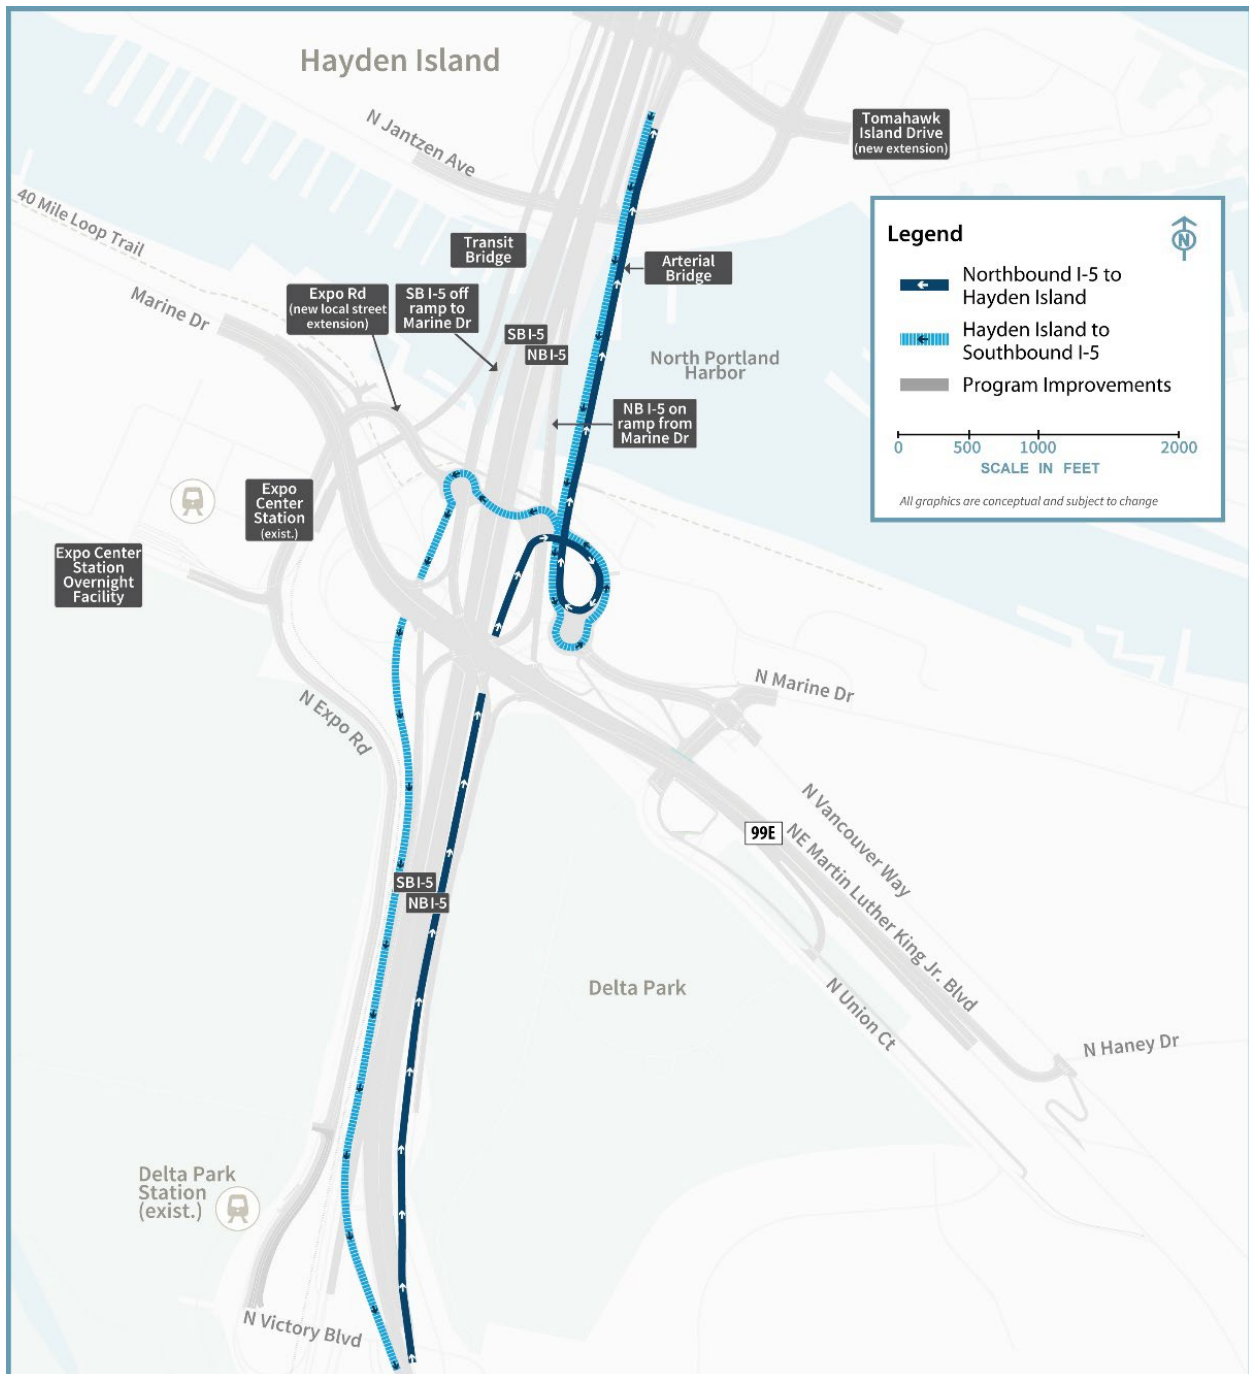 Hayden Island
N Jantzen Ave
Tomahawk
Island Drive
(new extension)
40 Mile Loop Trail
Marine Dr
Transit
Bridge
Arterial
Bridge
Expo Rd
(new local street
extension)
SB I-5 off
ramp to
Marine Dr
SB I-5
NB I-5
North Portland
Harbor
NB I-5 on
ramp from
Marine Dr
Legend
N
Northbound I-5 to
Hayden Island
Hayden Island to
Southbound I-5
Program Improvements
0 500 1000 2000
SCALE IN FEET
All graphics are conceptual and subject to change
Expo
Center
Station
(exist.)
Expo Center
Station
Overnight
Facility
N Expo Rd
N Marine Dr
N Vancouver Way
99E
NE Martin Luther King Jr. Blvd
SB I-5
NB I-5
Delta Park
N Union Ct
N Haney Dr
Delta Park
Station
(exist.)
N Victory Blvd